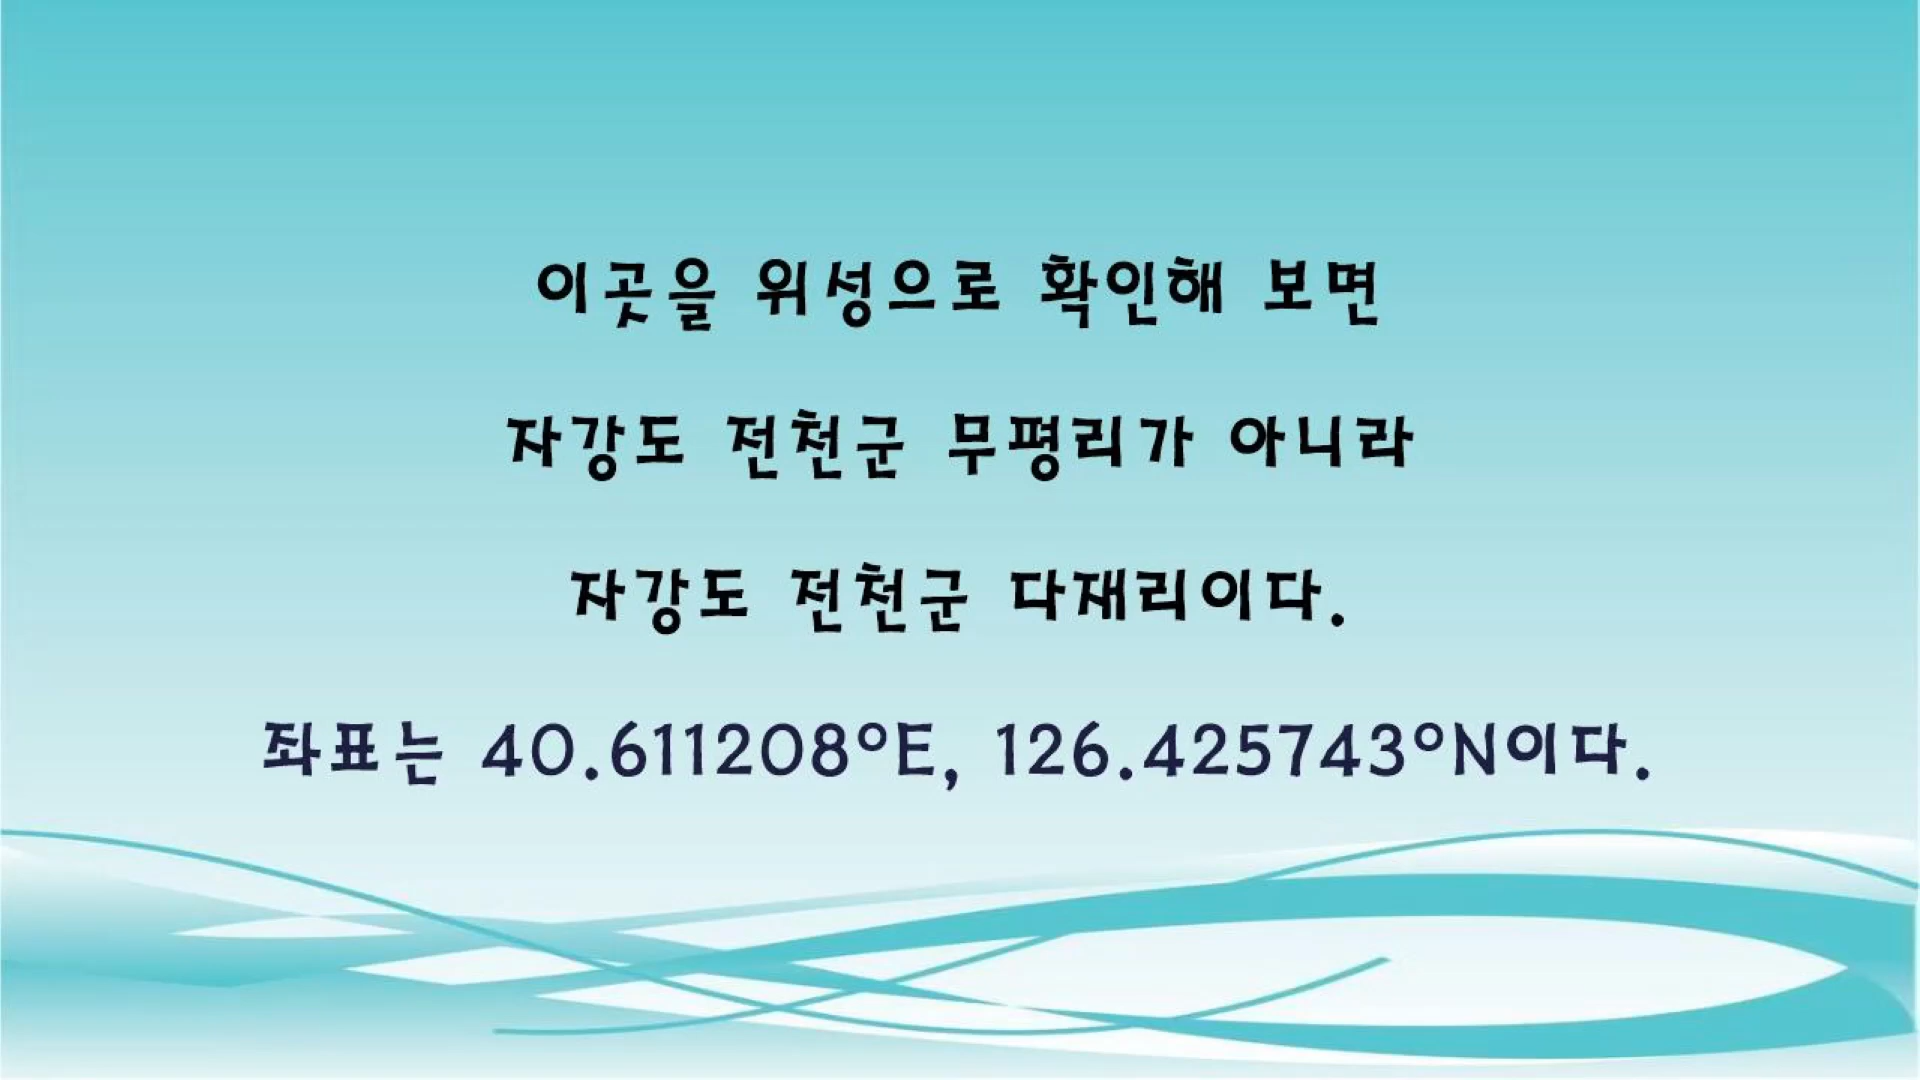 이곳을 위성으로 확인해 보면
자강도 전천군 무평리가 아니라
자강도 전천군 다재리이다.
좌표는 40.611208°E, 126.425743°N이다.